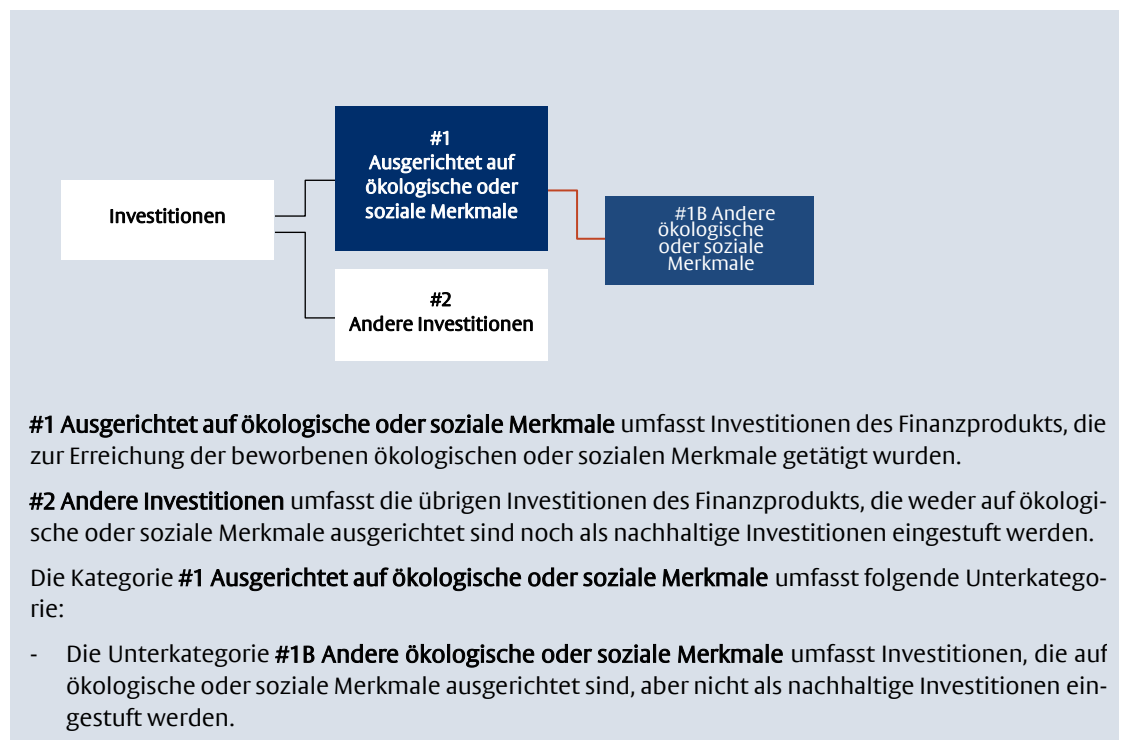 #1
Ausgerichtet auf
ökologische oder
soziale Merkmale
Investitionen
#1B Andere
ökologische
oder soziale
Merkmale
#2
Andere Investitionen
#1 Ausgerichtet auf ökologische oder soziale Merkmale umfasst Investitionen des Finanzprodukts, die
zur Erreichung der beworbenen ökologischen oder sozialen Merkmale getätigt wurden.
#2 Andere Investitionen umfasst die übrigen Investitionen des Finanzprodukts, die weder auf ökologi-
sche oder soziale Merkmale ausgerichtet sind noch als nachhaltige Investitionen eingestuft werden.
Die Kategorie #1 Ausgerichtet auf ökologische oder soziale Merkmale umfasst folgende Unterkatego-
rie:
- Die Unterkategorie #1B Andere ökologische oder soziale Merkmale umfasst Investitionen, die auf
ökologische oder soziale Merkmale ausgerichtet sind, aber nicht als nachhaltige Investitionen ein-
gestuft werden.